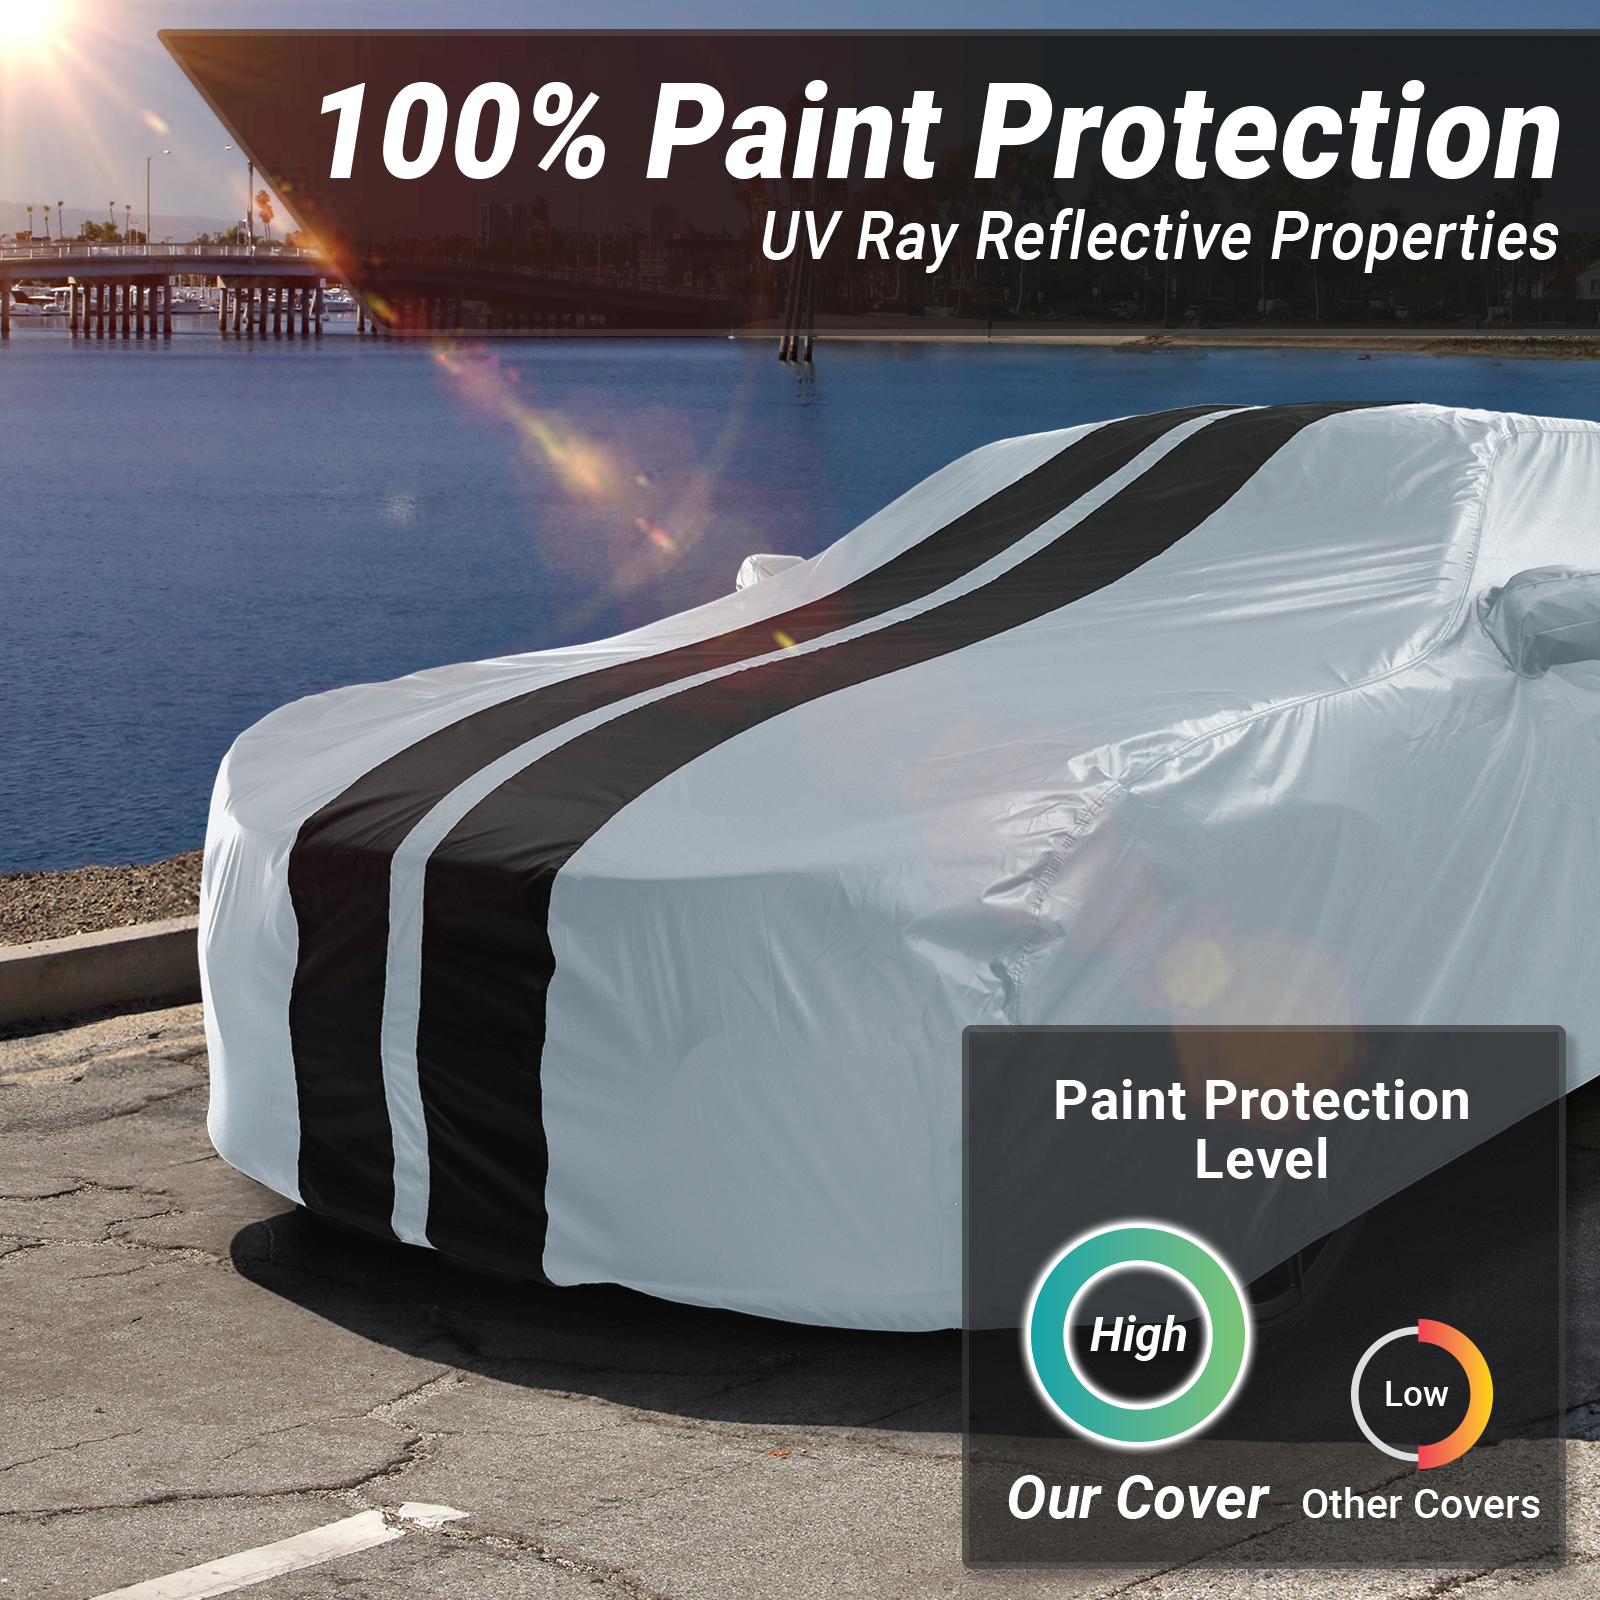 100% Paint Protection
UV Ray Reflective Properties
Paint Protection
Level
High
Low
Our Cover
Other Covers